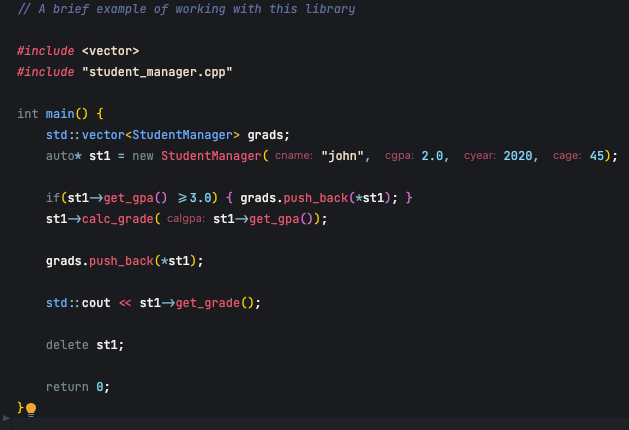 // A brief example of working with this library
#include <vector>
#include "student_manager.cpp"
int main() {
std::vector<StudentManager> grads;
auto* st1 = new StudentManager( cname: "john", cgpa: 2.0, cyear: 2020, cage: 45);
if(st1->get_gpa() >=3.0) { grads.push_back(*st1); }
st1->calc_grade( calgpa: st1->get_gpa());
grads.push_back(*st1);
std::cout << st1->get_grade();
delete st1;
return 0;
}